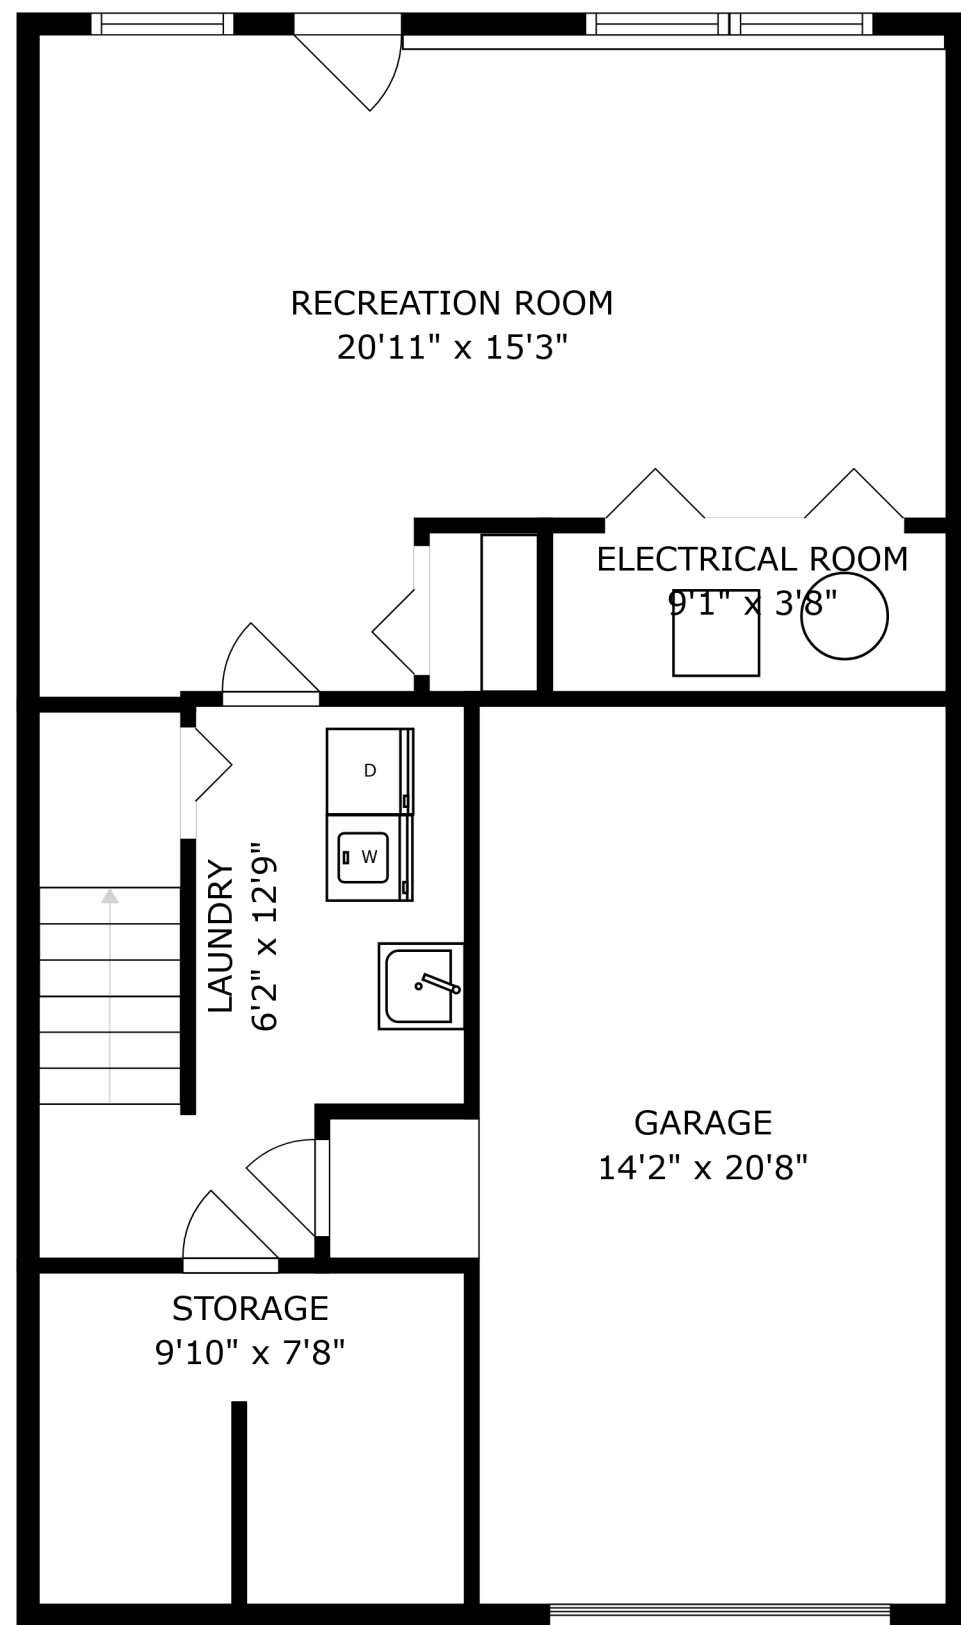 RECREATION ROOM
20'11" x 15'3"
ELECTRICAL ROOM
9'1" x 3'8"
D
W
LAUNDRY
6'2" x 12'9"
GARAGE
14'2" x 20'8"
STORAGE
9'10" x 7'8"